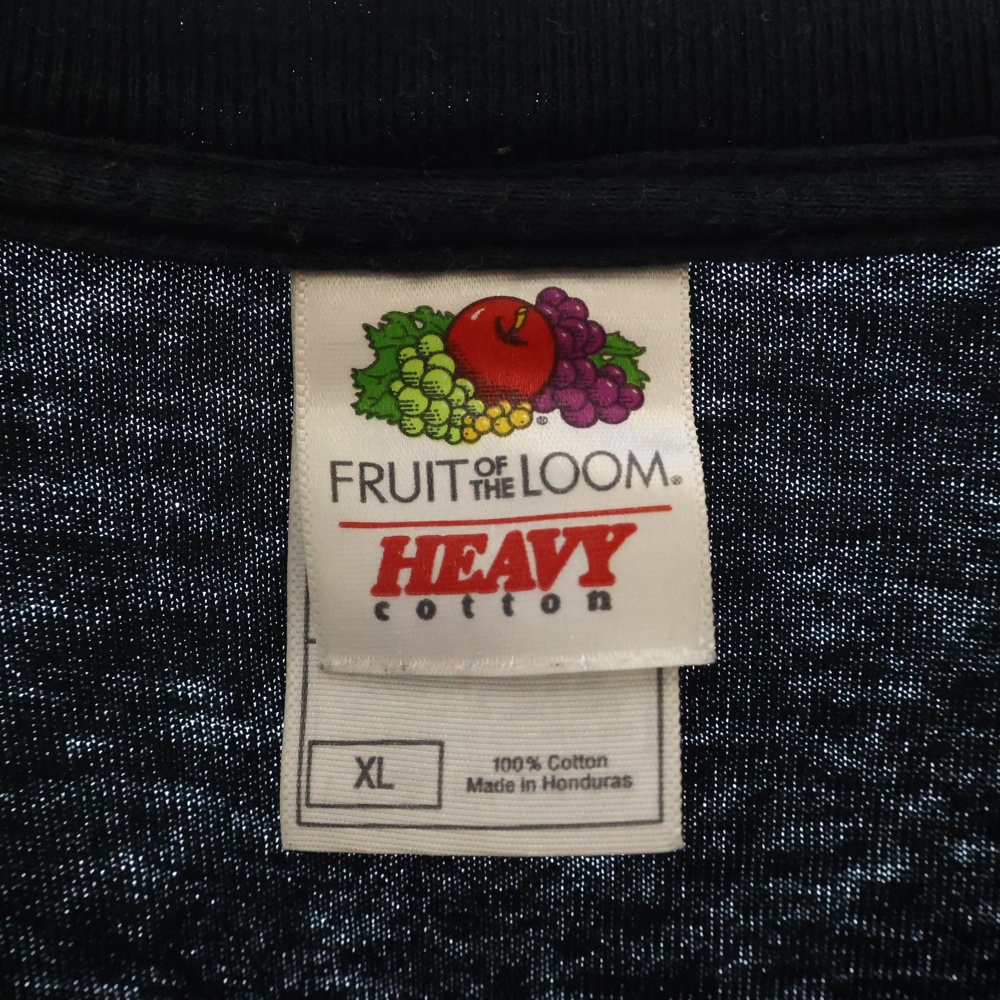 FRUIT OF THE LOOM®
HEAVY
cotton
XL
100% Cotton
Made in Honduras